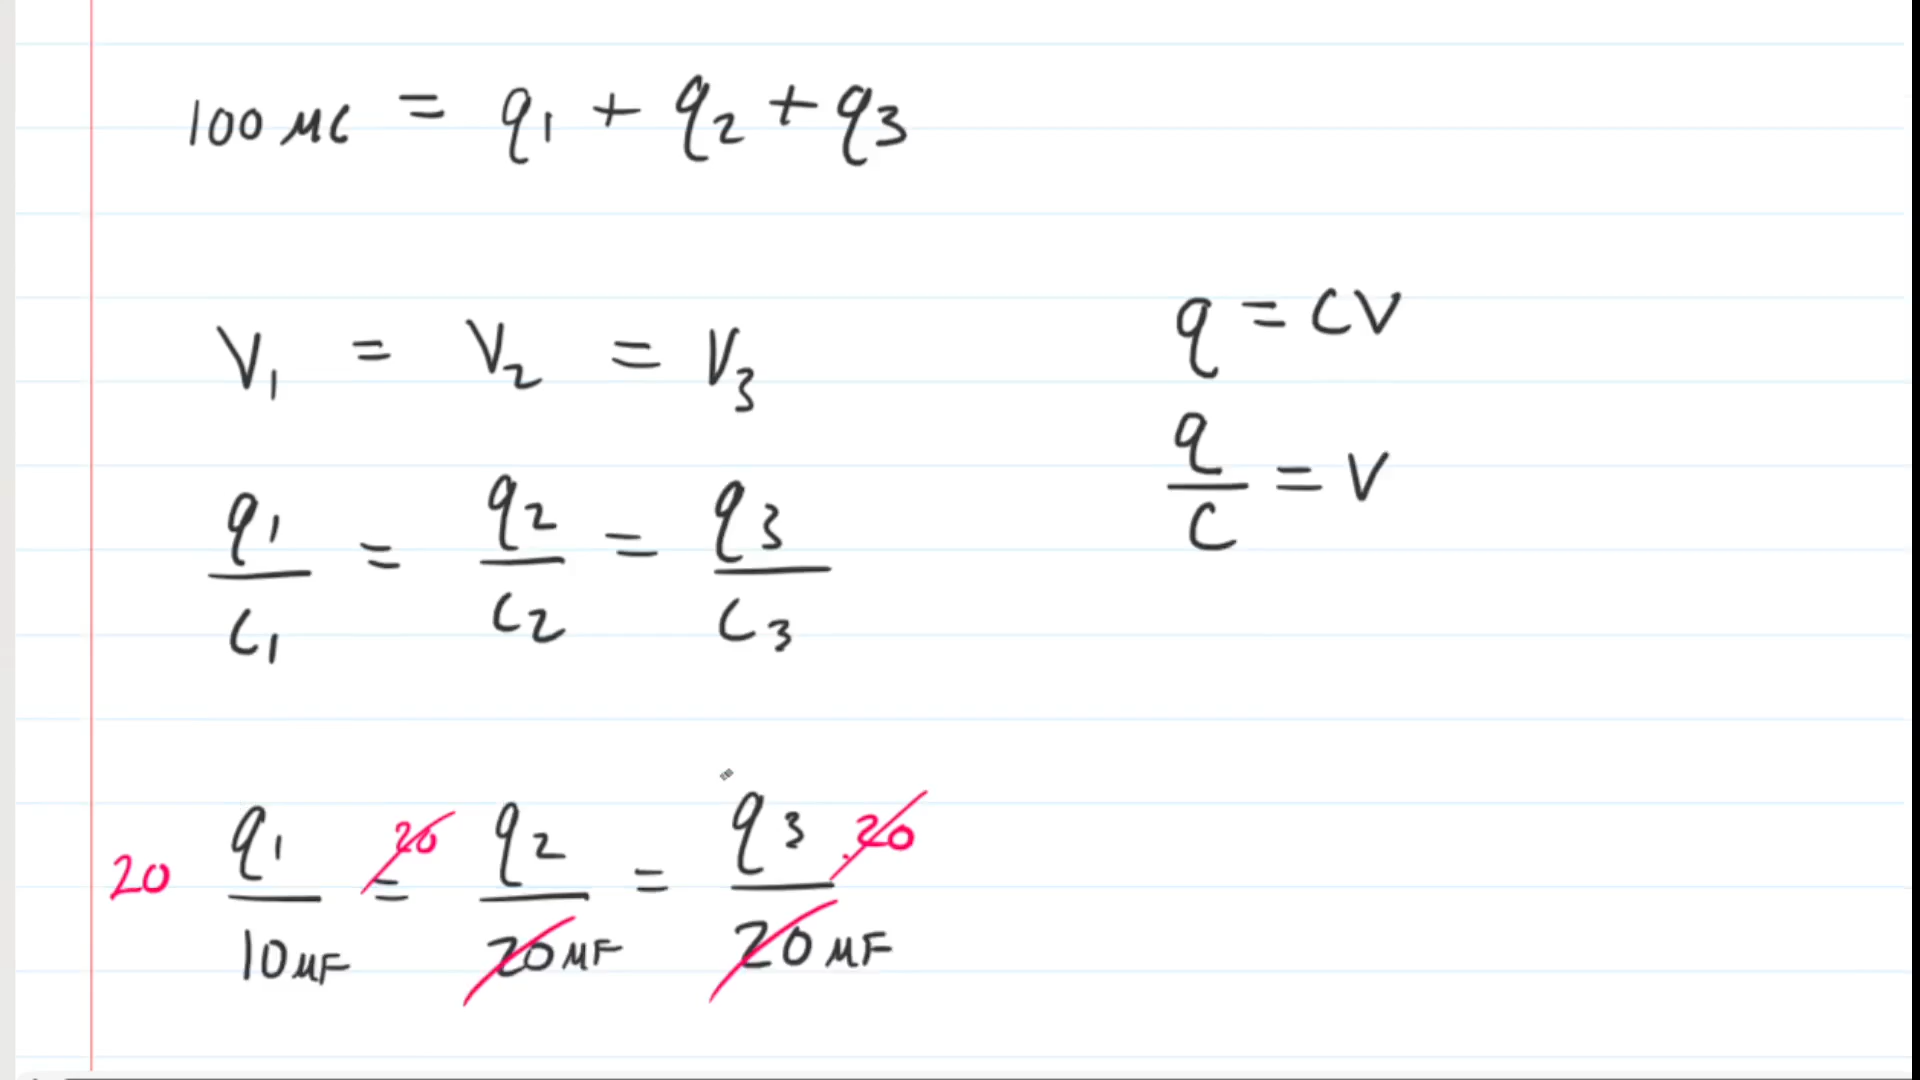 100 μC = q1 + q2 + q3
V1 = V2 = V3
q = CV
q/C = V
q1/C1 = q2/C2 = q3/C3
20 q1/10μF = 20 q2/20μF = q3/20μF .20